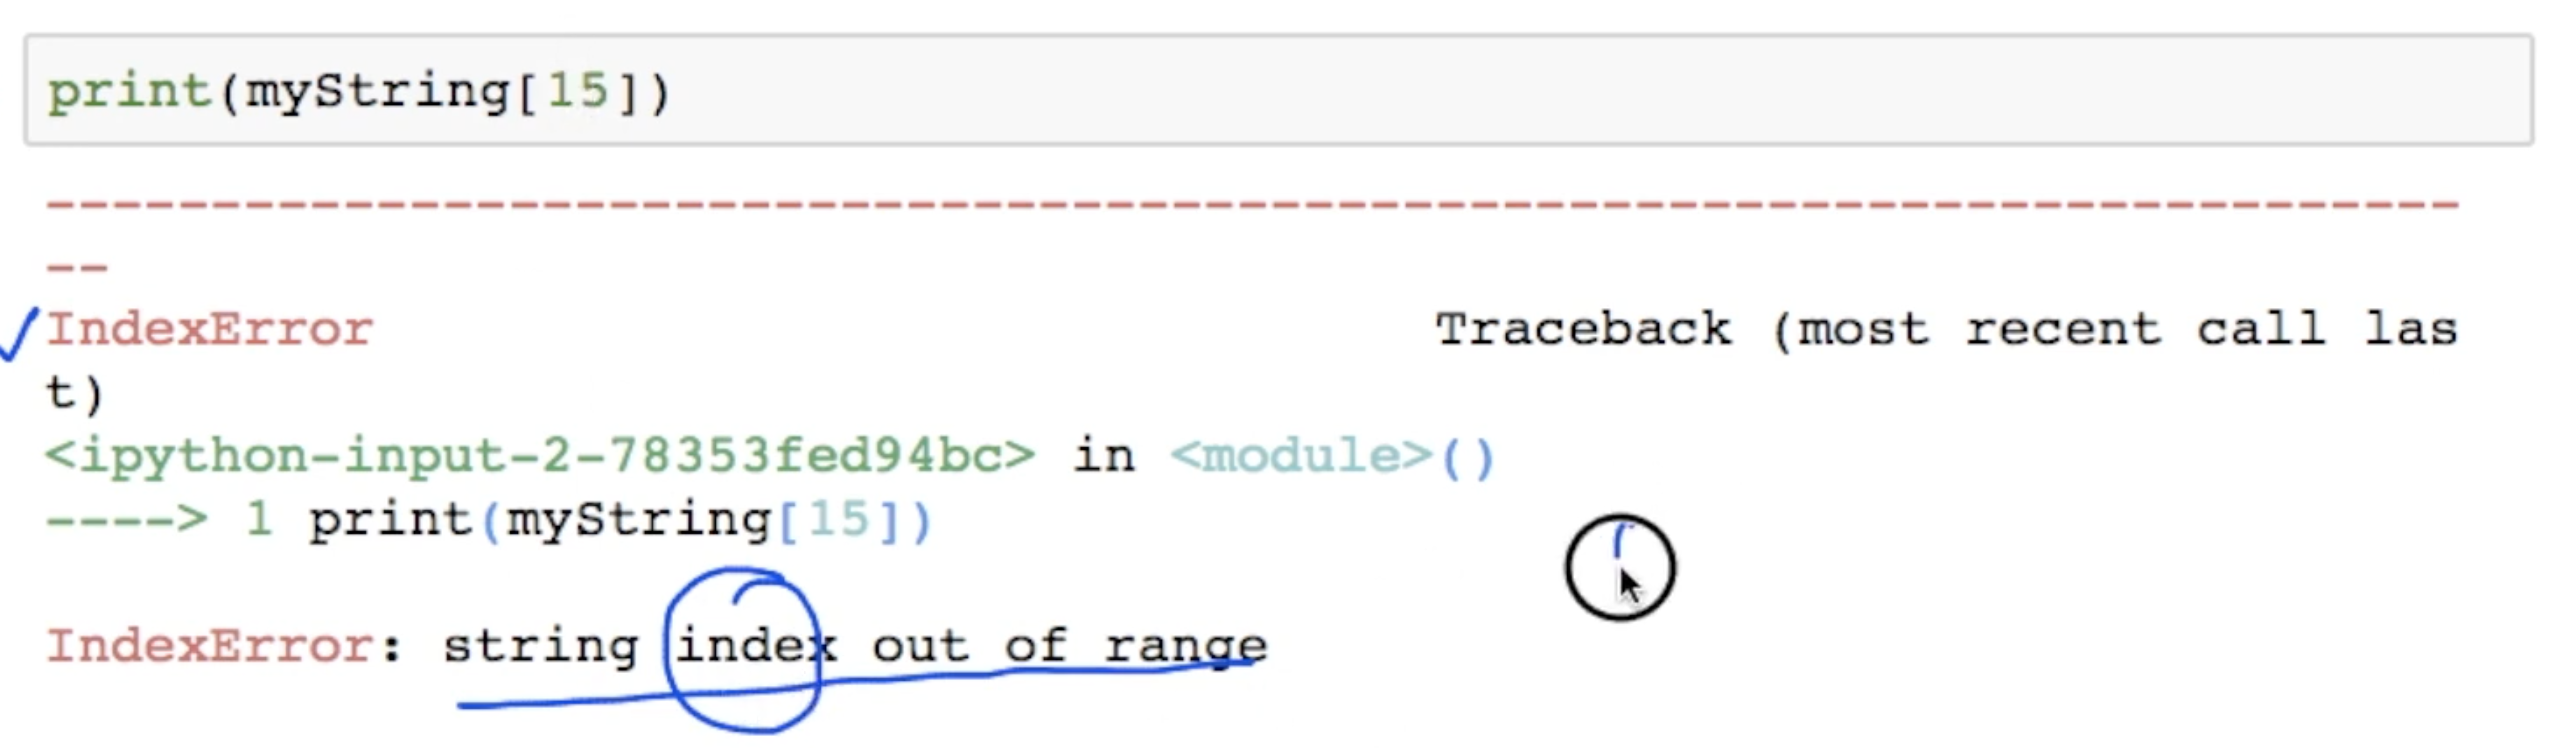 print(myString[15])
-------------------------------------------------------------------------
--
IndexError                                Traceback (most recent call las
t)
<ipython-input-2-78353fed94bc> in <module>()
----> 1 print(myString[15])
IndexError: string index out of range